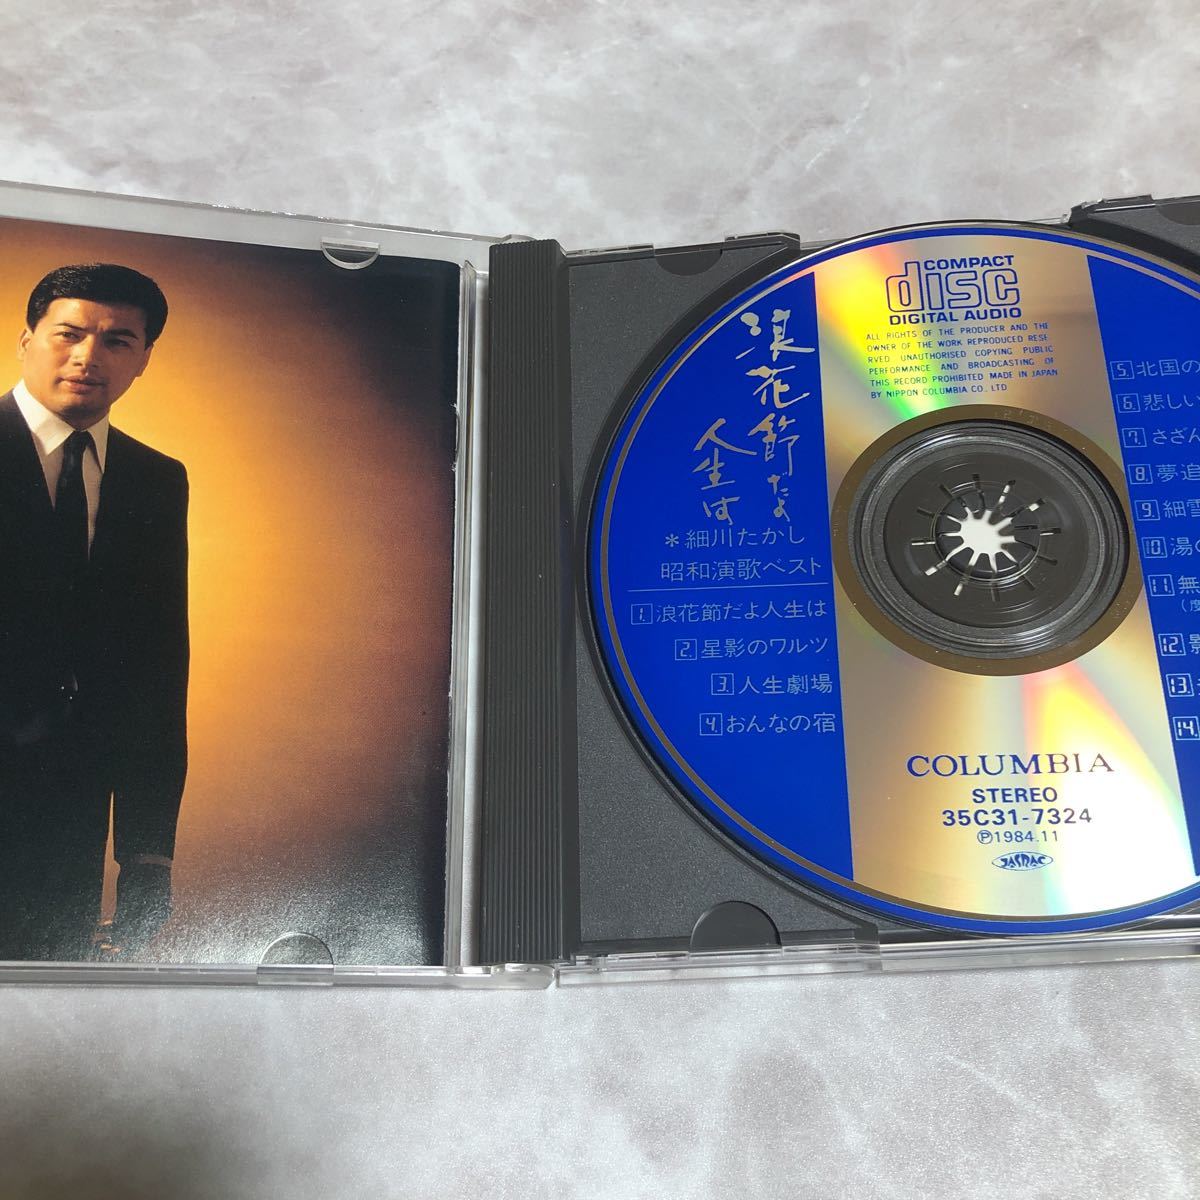 COMPACT
disc
DIGITAL AUDIO
ALL RIGHTS OF THE PRODUCER AND THE
OWNER OF THE WORK REPRODUCED RESE-
RVED UNAUTHORISED COPYING PUBLIC
PERFORMANCE AND BROADCASTING OF
THIS RECORD PROHIBITED MADE IN JAPAN
BY NIPPON COLUMBIA CO., LTD
浪花節だよ
人生は
*細川たかし
昭和演歌ベスト
1. 浪花節だよ人生は
2. 星影のワルツ
3. 人生劇場
4. おんなの宿
5. 北国の
6. 悲しい
7. さざん
8. 夢追
9. 細雪
10. 湯の
11. 無
12. 影
13.
14.
COLUMBIA
STEREO
35C31-7324
Ⓟ1984.11
JASRAC